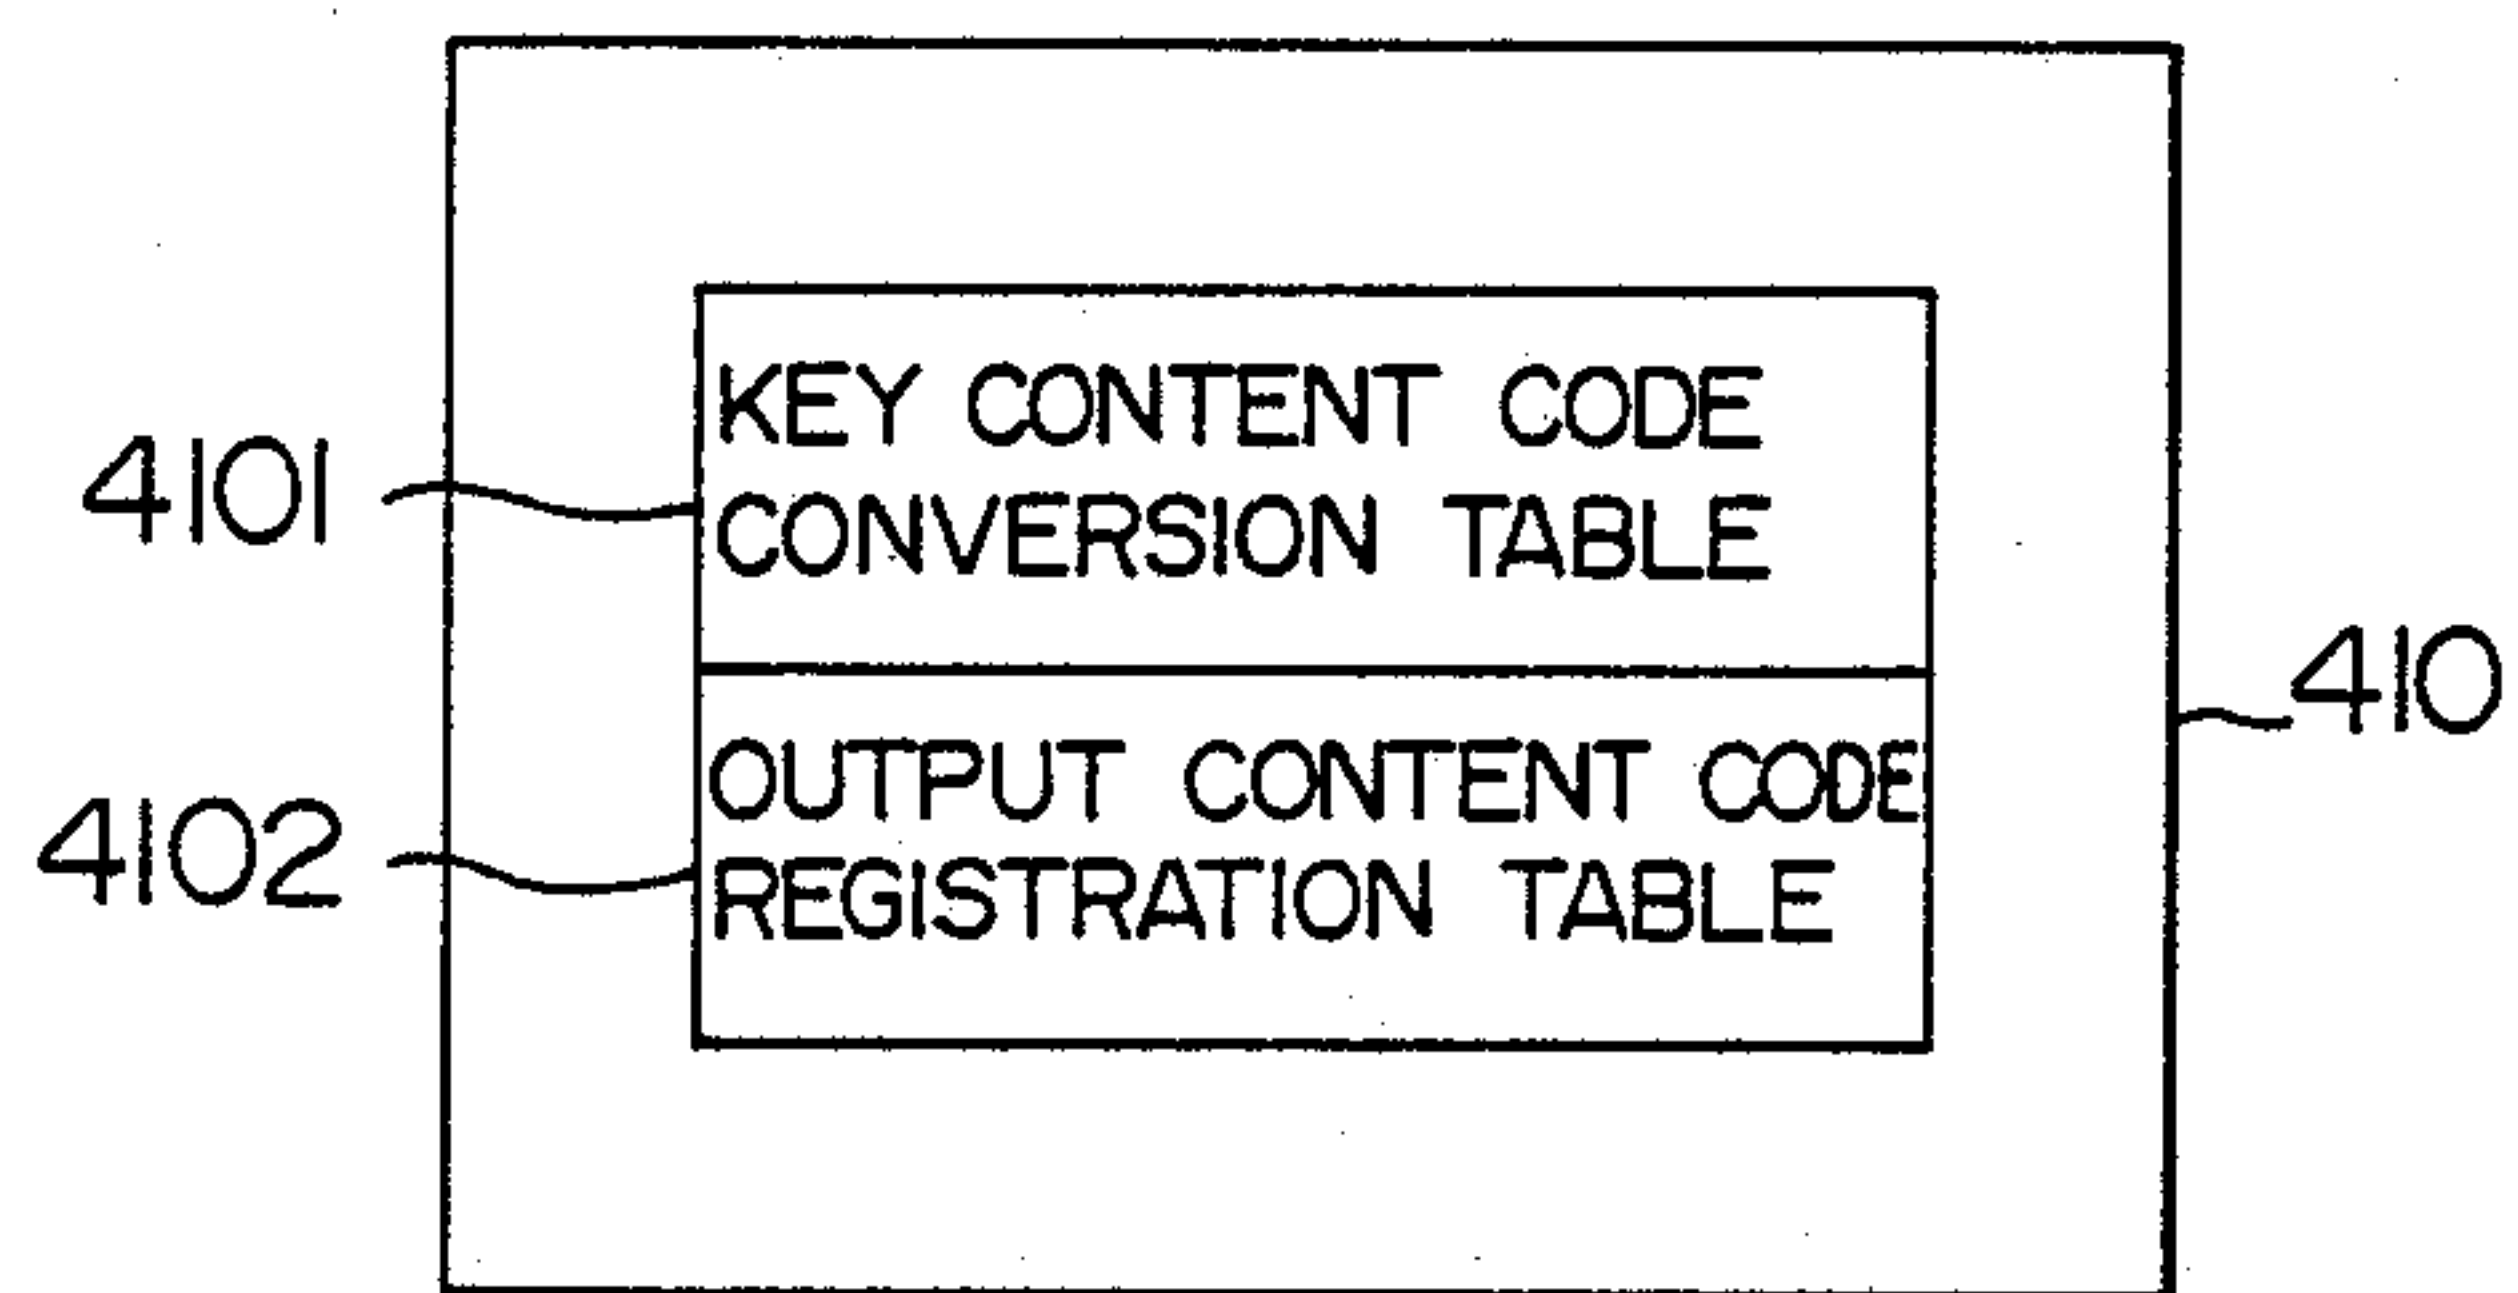 KEY CONTENT CODE
CONVERSION TABLE
4101
410
OUTPUT CONTENT CODE
REGISTRATION TABLE
4102